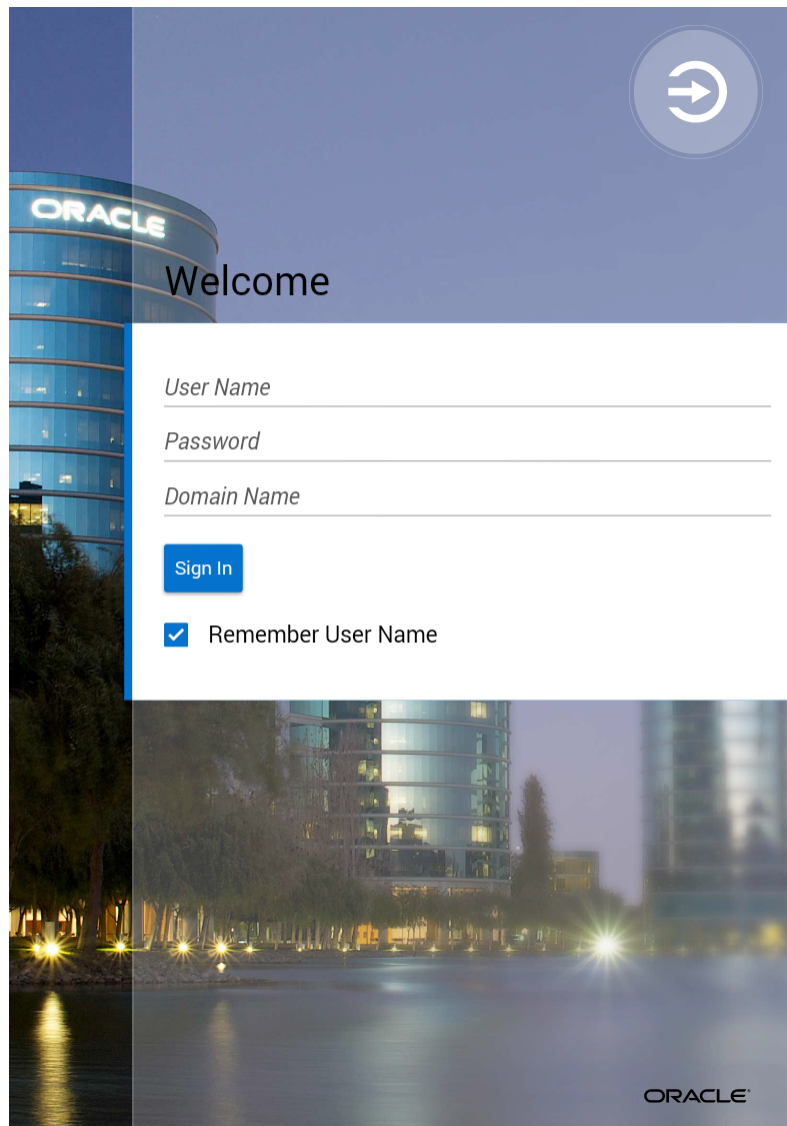 ORACLE
Welcome
User Name
Password
Domain Name
Sign In
Remember User Name
ORACLE®